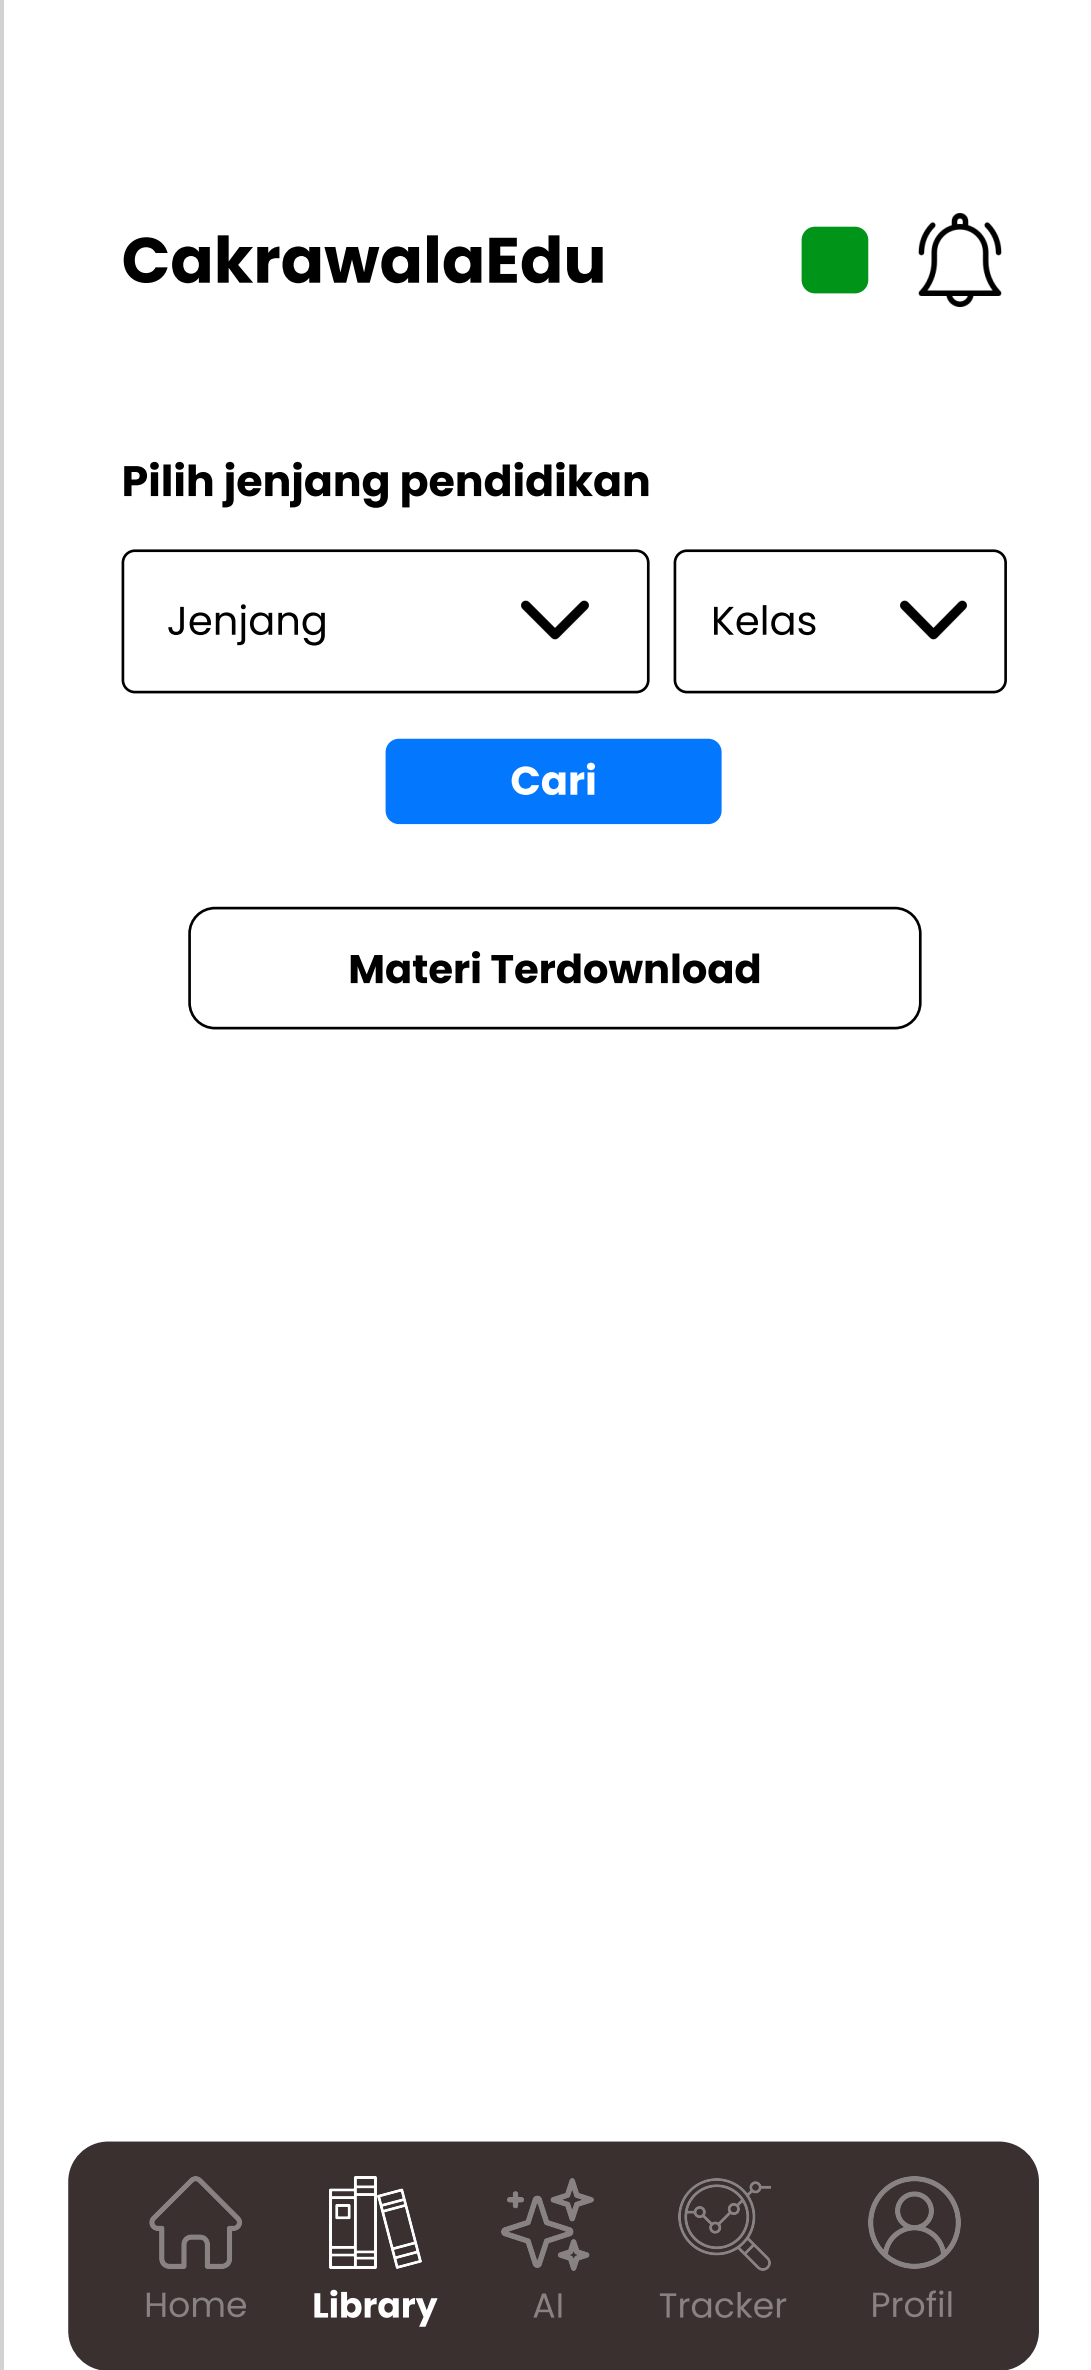 CakrawalaEdu
Pilih jenjang pendidikan
Jenjang
Kelas
Cari
Materi Terdownload
Home
Library
AI
Tracker
Profil